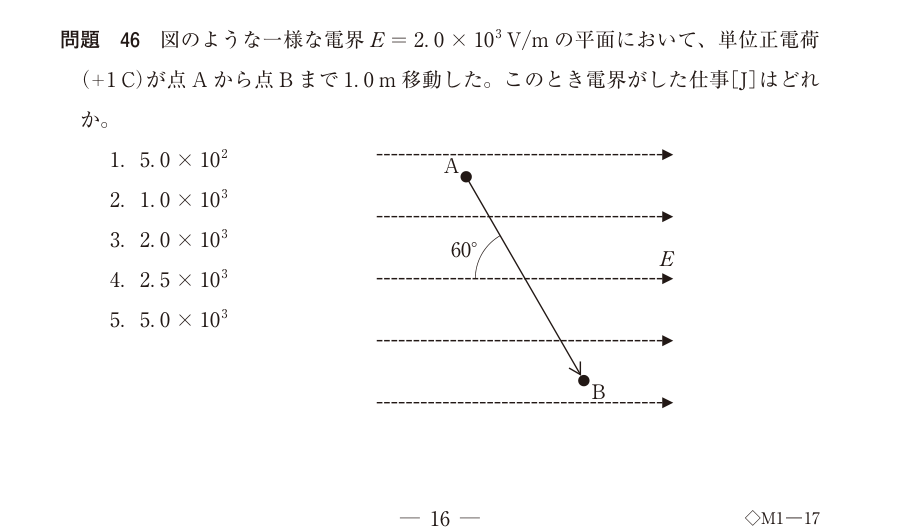 問題 46 図のような一様な電界 E = 2.0 × 10³ V/m の平面において、単位正電荷
(+1 C)が点 A から点 B まで 1.0 m 移動した。このとき電界がした仕事[J]はどれ
か。
1. 5.0 × 10²
2. 1.0 × 10³
3. 2.0 × 10³
4. 2.5 × 10³
5. 5.0 × 10³
A
60°
E
B
— 16 —
◇M1—17